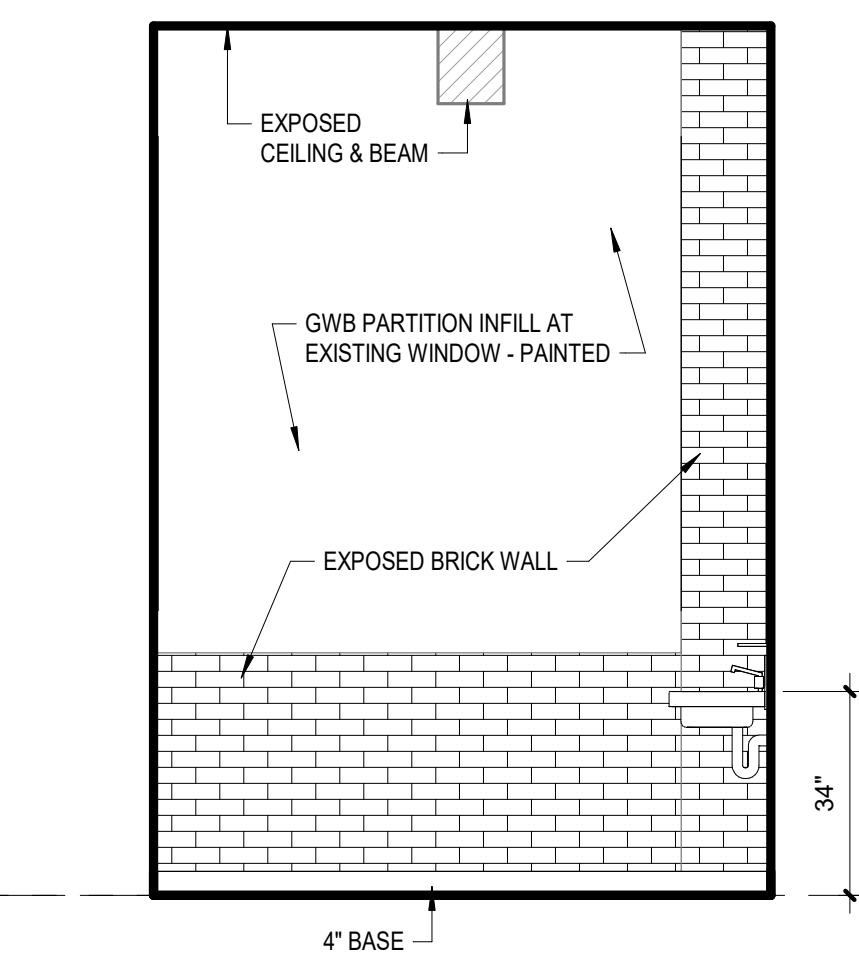 EXPOSED
CEILING & BEAM
GWB PARTITION INFILL AT
EXISTING WINDOW - PAINTED
EXPOSED BRICK WALL
34"
4" BASE